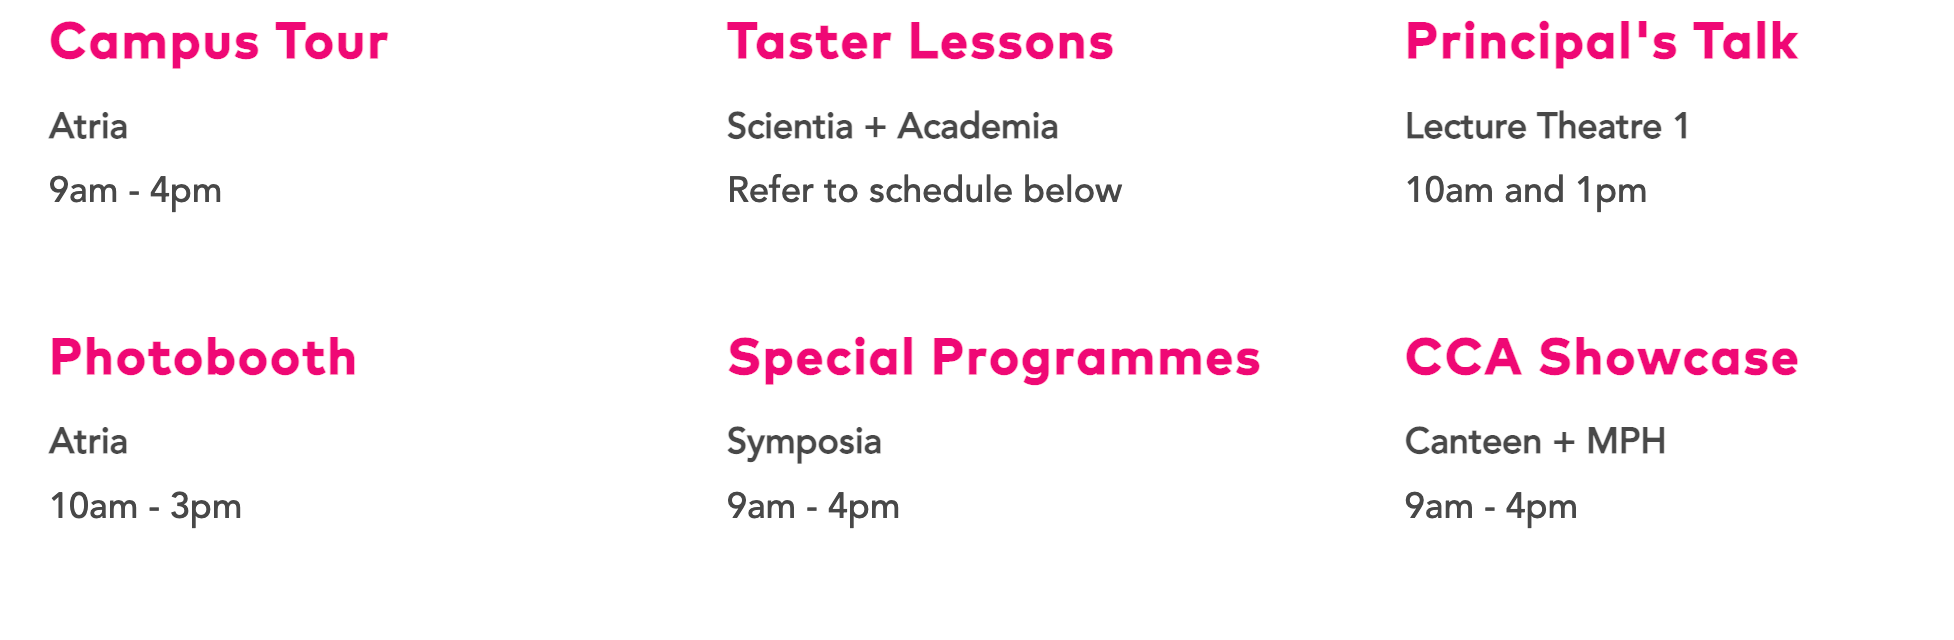 Campus Tour
Atria
9am - 4pm
Taster Lessons
Scientia + Academia
Refer to schedule below
Principal's Talk
Lecture Theatre 1
10am and 1pm
Photobooth
Atria
10am - 3pm
Special Programmes
Symposia
9am - 4pm
CCA Showcase
Canteen + MPH
9am - 4pm